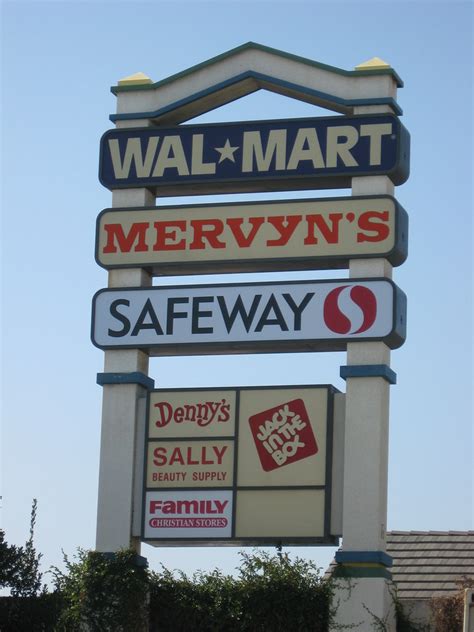 WAL★MART
MERVYN'S
SAFEWAY
Denny's
SALLY
BEAUTY SUPPLY
FAMILY
CHRISTIAN STORES
JACK
IN THE
BOX